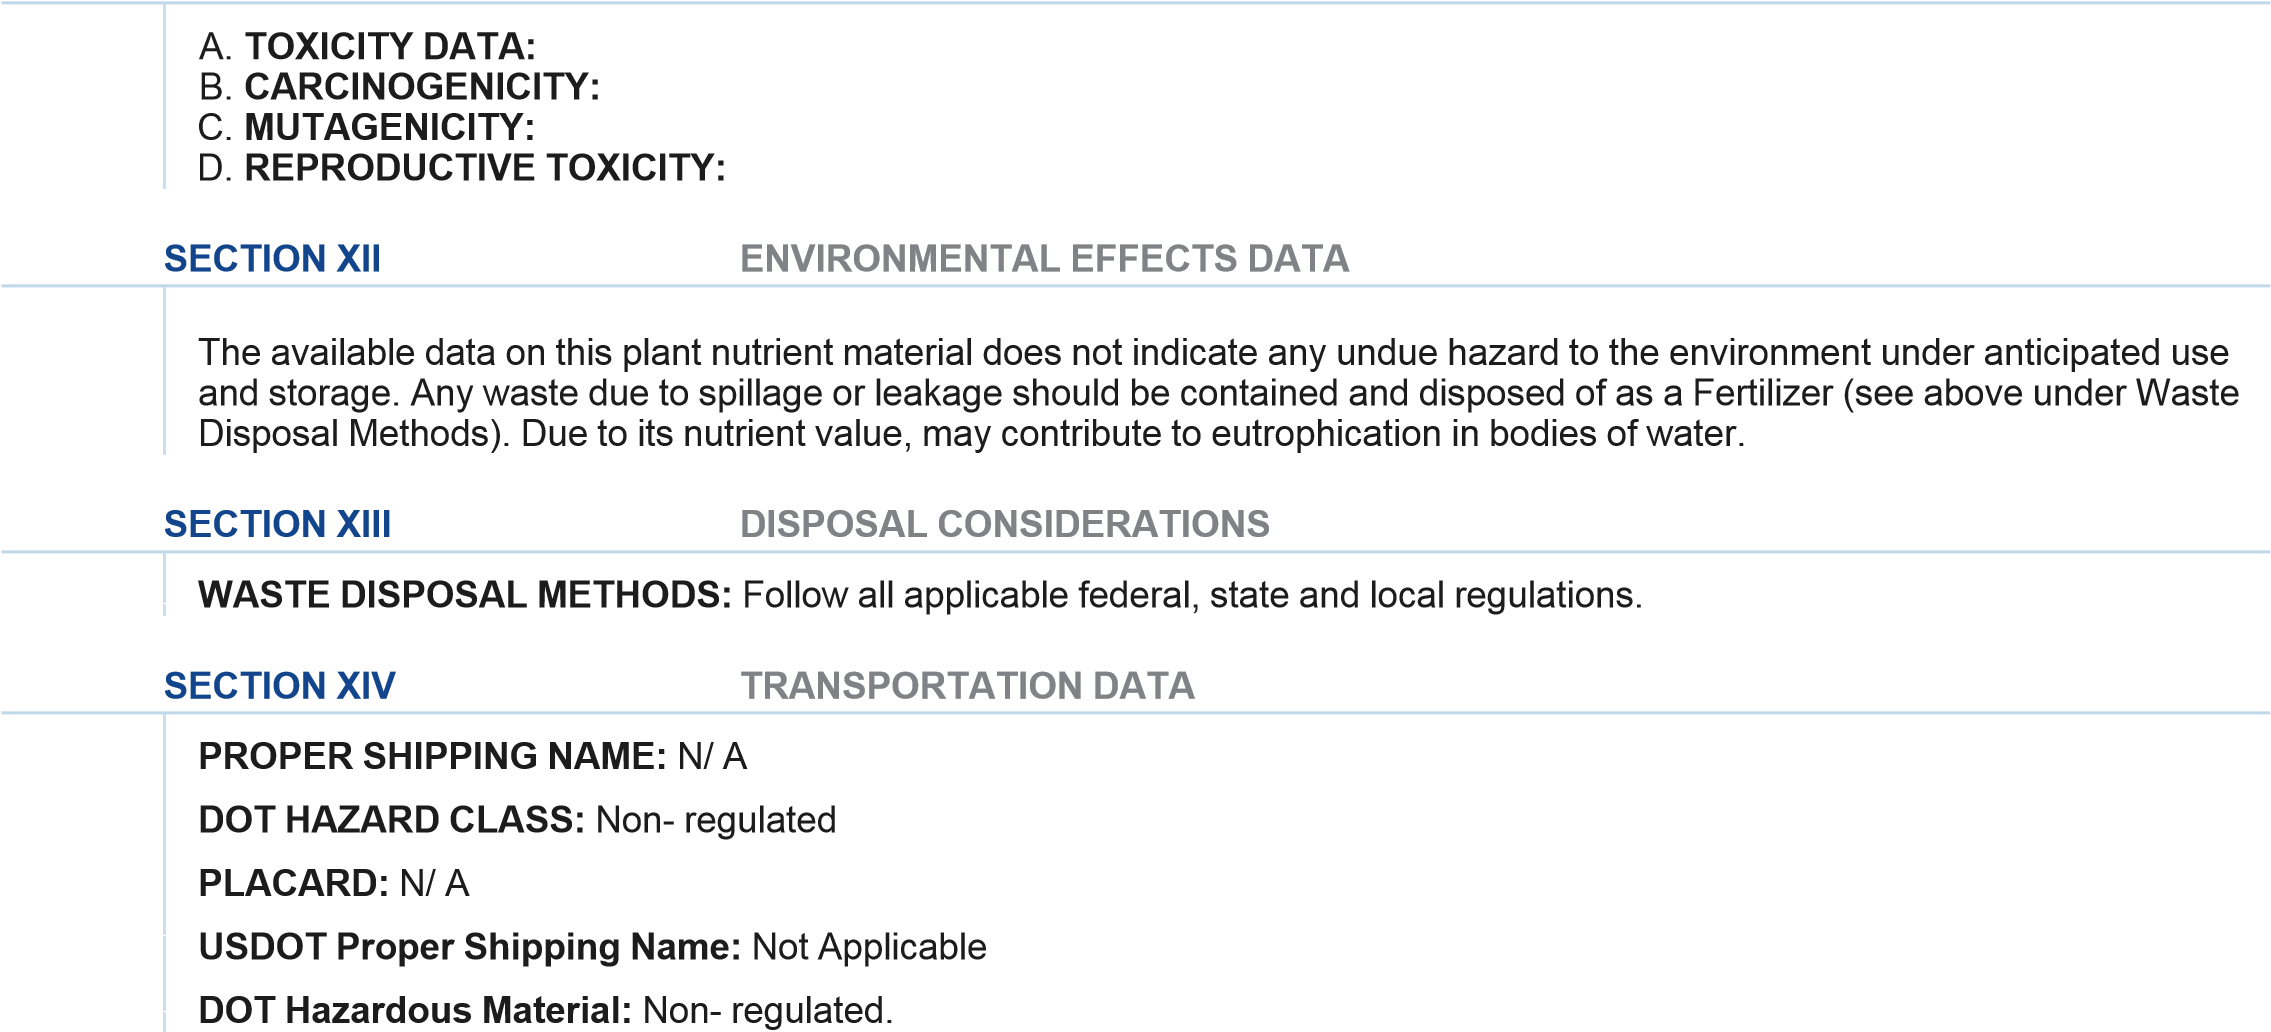 A. TOXICITY DATA:
B. CARCINOGENICITY:
C. MUTAGENICITY:
D. REPRODUCTIVE TOXICITY:
SECTION XII ENVIRONMENTAL EFFECTS DATA
The available data on this plant nutrient material does not indicate any undue hazard to the environment under anticipated use
and storage. Any waste due to spillage or leakage should be contained and disposed of as a Fertilizer (see above under Waste
Disposal Methods). Due to its nutrient value, may contribute to eutrophication in bodies of water.
SECTION XIII DISPOSAL CONSIDERATIONS
WASTE DISPOSAL METHODS: Follow all applicable federal, state and local regulations.
SECTION XIV TRANSPORTATION DATA
PROPER SHIPPING NAME: N/ A
DOT HAZARD CLASS: Non- regulated
PLACARD: N/ A
USDOT Proper Shipping Name: Not Applicable
DOT Hazardous Material: Non- regulated.